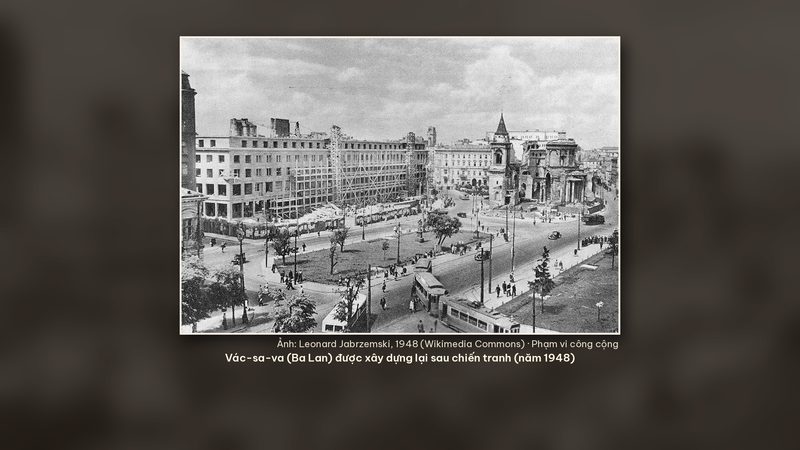 Ảnh: Leonard Jabrzemski, 1948 (Wikimedia Commons) · Phạm vi công cộng
Vác-sa-va (Ba Lan) được xây dựng lại sau chiến tranh (năm 1948)